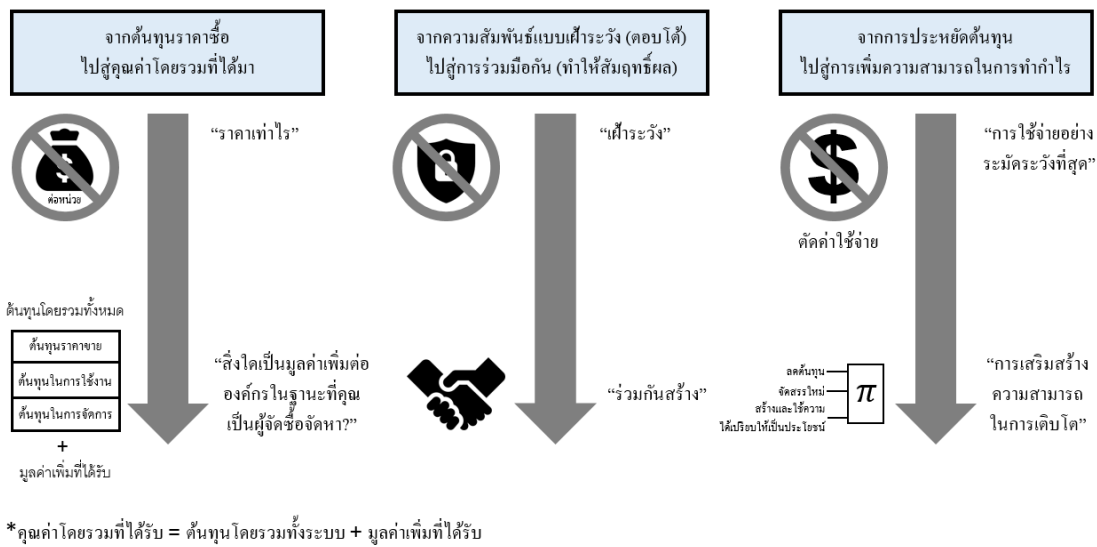 จากต้นทุนราคาซื้อ
ไปสู่คุณค่าโดยรวมที่ได้มา
“ราคาเท่าไร”
$
ต่อหน่วย
ต้นทุนโดยรวมทั้งหมด
ต้นทุนราคาขาย
ต้นทุนในการใช้งาน
ต้นทุนในการจัดการ
+
มูลค่าเพิ่มที่ได้รับ
“สิ่งใดเป็นมูลค่าเพิ่มต่อ
องค์กรในฐานะที่คุณ
เป็นผู้จัดซื้อจัดหา?”
จากความสัมพันธ์แบบเฝ้าระวัง (ตอบโต้)
ไปสู่การร่วมมือกัน (ทำให้สัมฤทธิ์ผล)
“เฝ้าระวัง”
“ร่วมกันสร้าง”
จากการประหยัดต้นทุน
ไปสู่การเพิ่มความสามารถในการทำกำไร
$
ตัดค่าใช้จ่าย
“การใช้จ่ายอย่าง
ระมัดระวังที่สุด”
ลดต้นทุน
จัดสรรใหม่
สร้างและใช้ความ
ได้เปรียบให้เป็นประโยชน์
π
“การเสริมสร้าง
ความสามารถ
ในการเติบโต”
*คุณค่าโดยรวมที่ได้รับ = ต้นทุนโดยรวมทั้งระบบ + มูลค่าเพิ่มที่ได้รับ